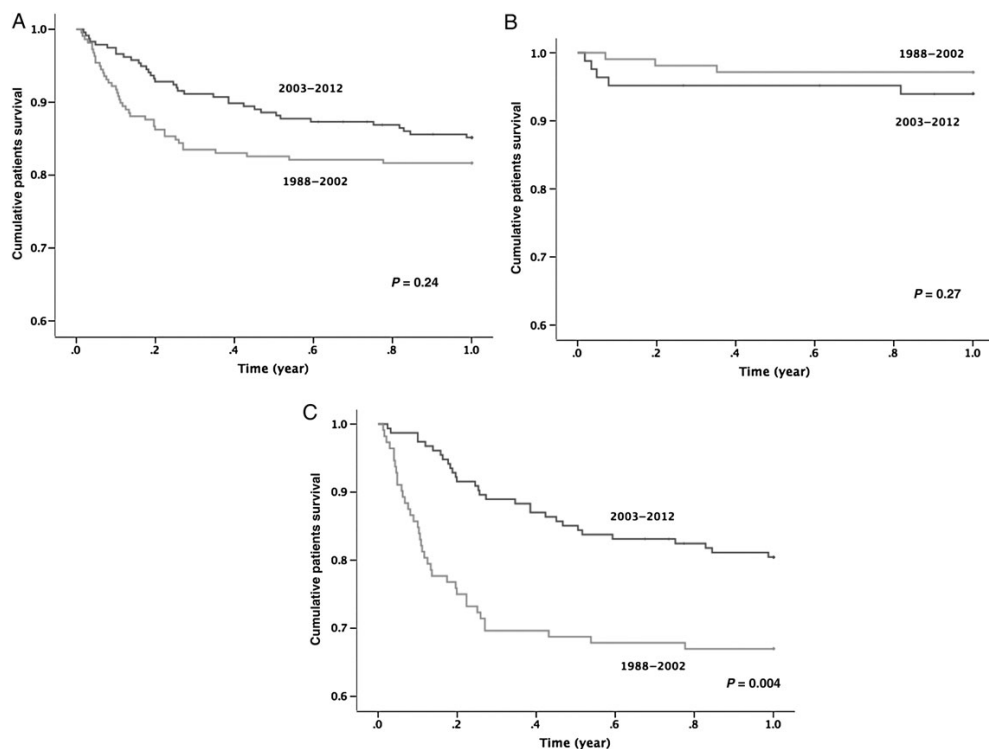 A
Cumulative patients survival
1.0
0.9
0.8
0.7
0.6
2003–2012
1988–2002
P = 0.24
.0 .2 .4 .6 .8 1.0
Time (year)
B
Cumulative patients survival
1.0
0.9
0.8
0.7
0.6
1988–2002
2003–2012
P = 0.27
.0 .2 .4 .6 .8 1.0
Time (year)
C
Cumulative patients survival
1.0
0.9
0.8
0.7
0.6
2003–2012
1988–2002
P = 0.004
.0 .2 .4 .6 .8 1.0
Time (year)